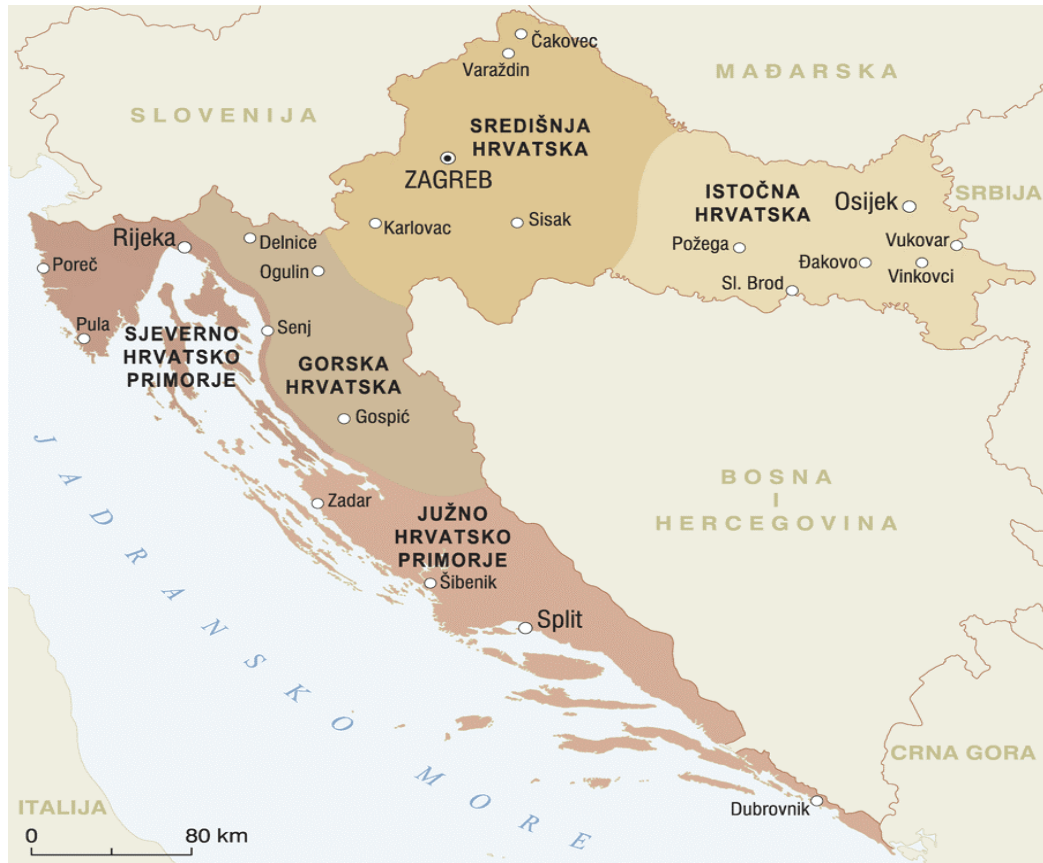 Čakovec
Varaždin
MAĐARSKA
SLOVENIJA
SREDIŠNJA
HRVATSKA
ZAGREB
ISTOČNA
HRVATSKA
Osijek
SRBIJA
Karlovac
Sisak
Rijeka
Delnice
Požega
Vukovar
Poreč
Ogulin
Đakovo
Vinkovci
Sl. Brod
Pula
Senj
SJEVERNO
HRVATSKO
PRIMORJE
GORSKA
HRVATSKA
Gospić
JADRANSKO MORE
BOSNA
I
HERCEGOVINA
Zadar
JUŽNO
HRVATSKO
PRIMORJE
Šibenik
Split
CRNA GORA
ITALIJA
Dubrovnik
0 80 km